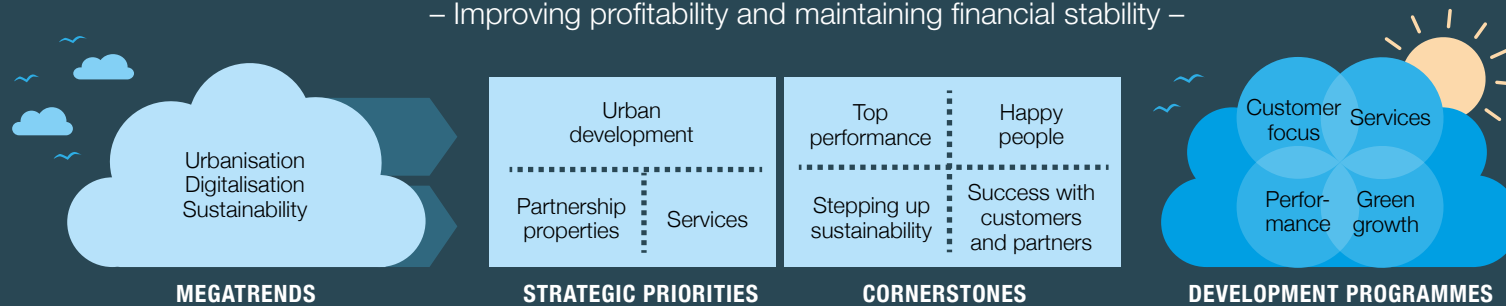 – Improving profitability and maintaining financial stability –
Urbanisation
Digitalisation
Sustainability
MEGATRENDS
Urban
development
Partnership
properties
Services
STRATEGIC PRIORITIES
Top
performance
Happy
people
Stepping up
sustainability
Success with
customers
and partners
CORNERSTONES
Customer
focus
Services
Perfor-
mance
Green
growth
DEVELOPMENT PROGRAMMES